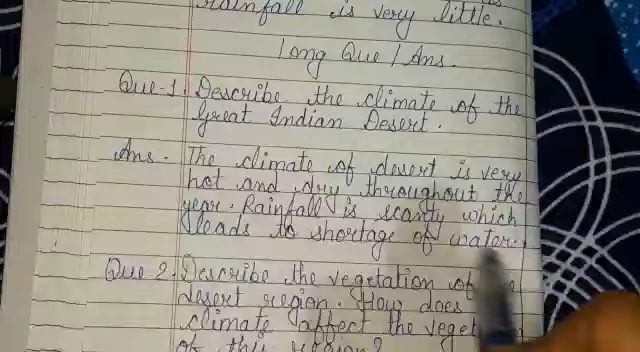 rainfall is very little.
Long Que / Ans.
Que-1. Describe the climate of the
Great Indian Desert.
Ans - The climate of desert is very
hot and dry throughout the
year. Rainfall is scanty which
leads to shortage of water.
Que 2. Describe the vegetation of
desert region. How does
climate affect the
of this region?